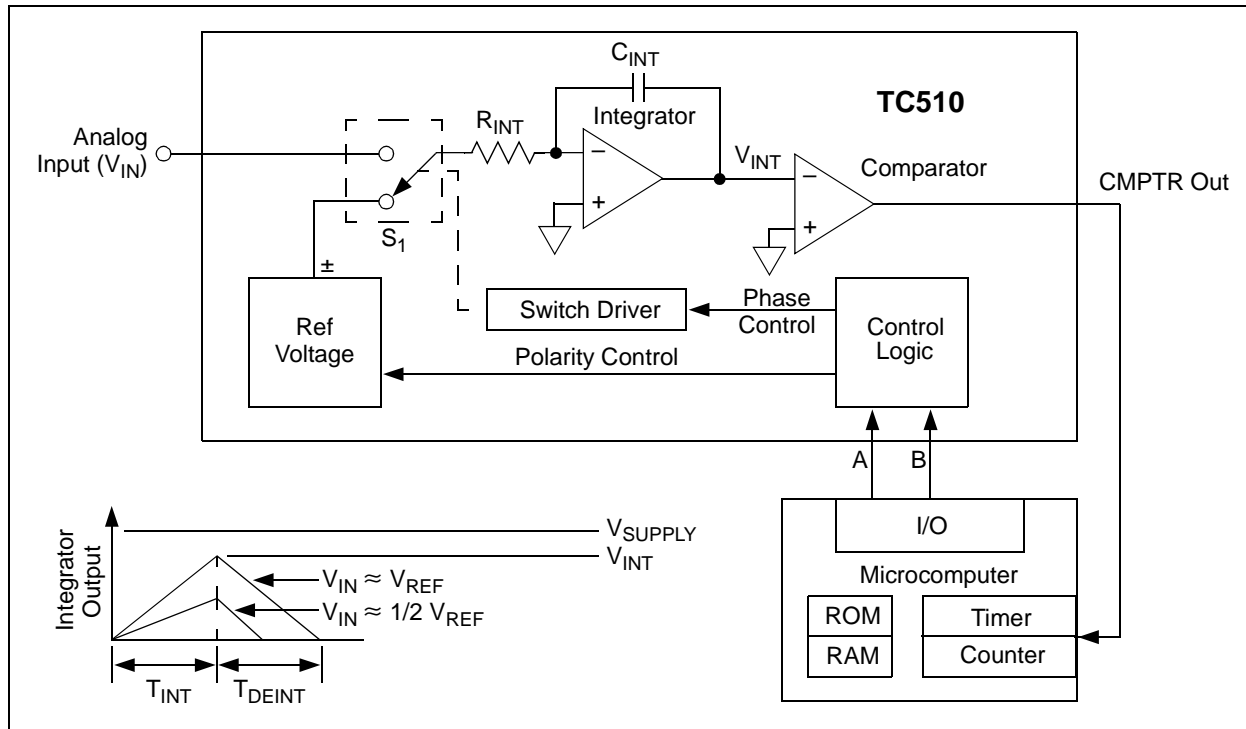 C_INT
TC510
Integrator
R_INT
Analog
Input (V_IN)
V_INT
Comparator
CMPTR Out
−
+
−
+
S₁
±
Ref
Voltage
Switch Driver
Phase
Control
Control
Logic
Polarity Control
A
B
I/O
Microcomputer
ROM
RAM
Timer
Counter
Integrator
Output
V_SUPPLY
V_INT
V_IN ≈ V_REF
V_IN ≈ 1/2 V_REF
T_INT
T_DEINT